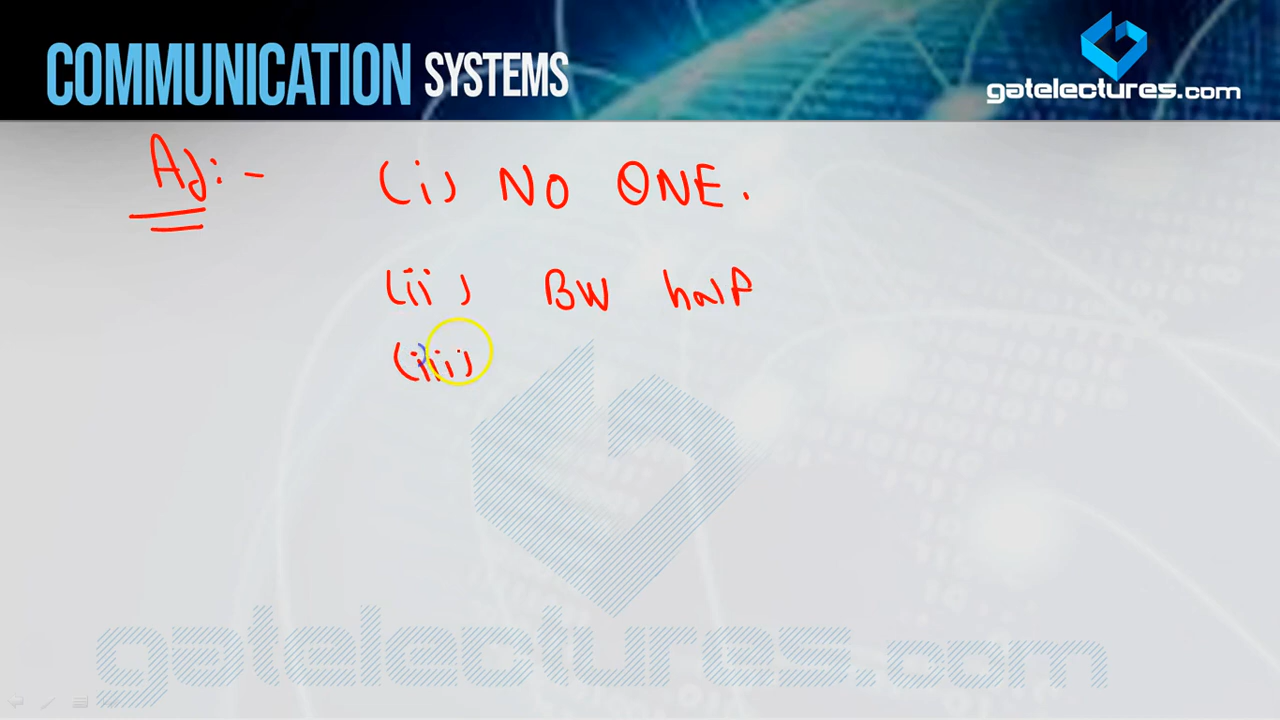 COMMUNICATION SYSTEMS
gatelectures.com
Aj:-
(i) NO ONE.
(ii) BW half
(iii)
gatelectures.com